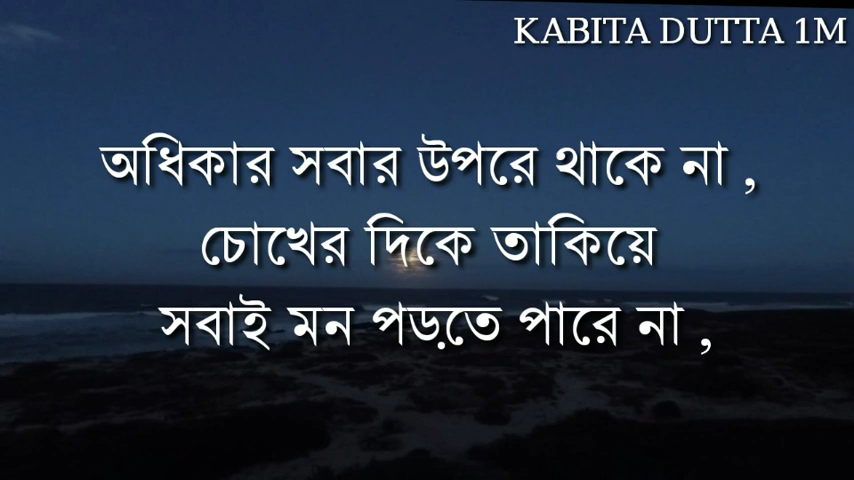 KABITA DUTTA 1M
অধিকার সবার উপরে থাকে না ,
চোখের দিকে তাকিয়ে
সবাই মন পড়তে পারে না ,